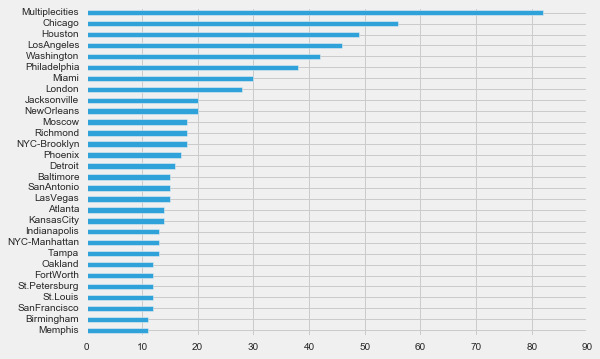 Multiplecities
Chicago
Houston
LosAngeles
Washington
Philadelphia
Miami
London
Jacksonville
NewOrleans
Moscow
Richmond
NYC-Brooklyn
Phoenix
Detroit
Baltimore
SanAntonio
LasVegas
Atlanta
KansasCity
Indianapolis
NYC-Manhattan
Tampa
Oakland
FortWorth
St.Petersburg
St.Louis
SanFrancisco
Birmingham
Memphis
0 10 20 30 40 50 60 70 80 90